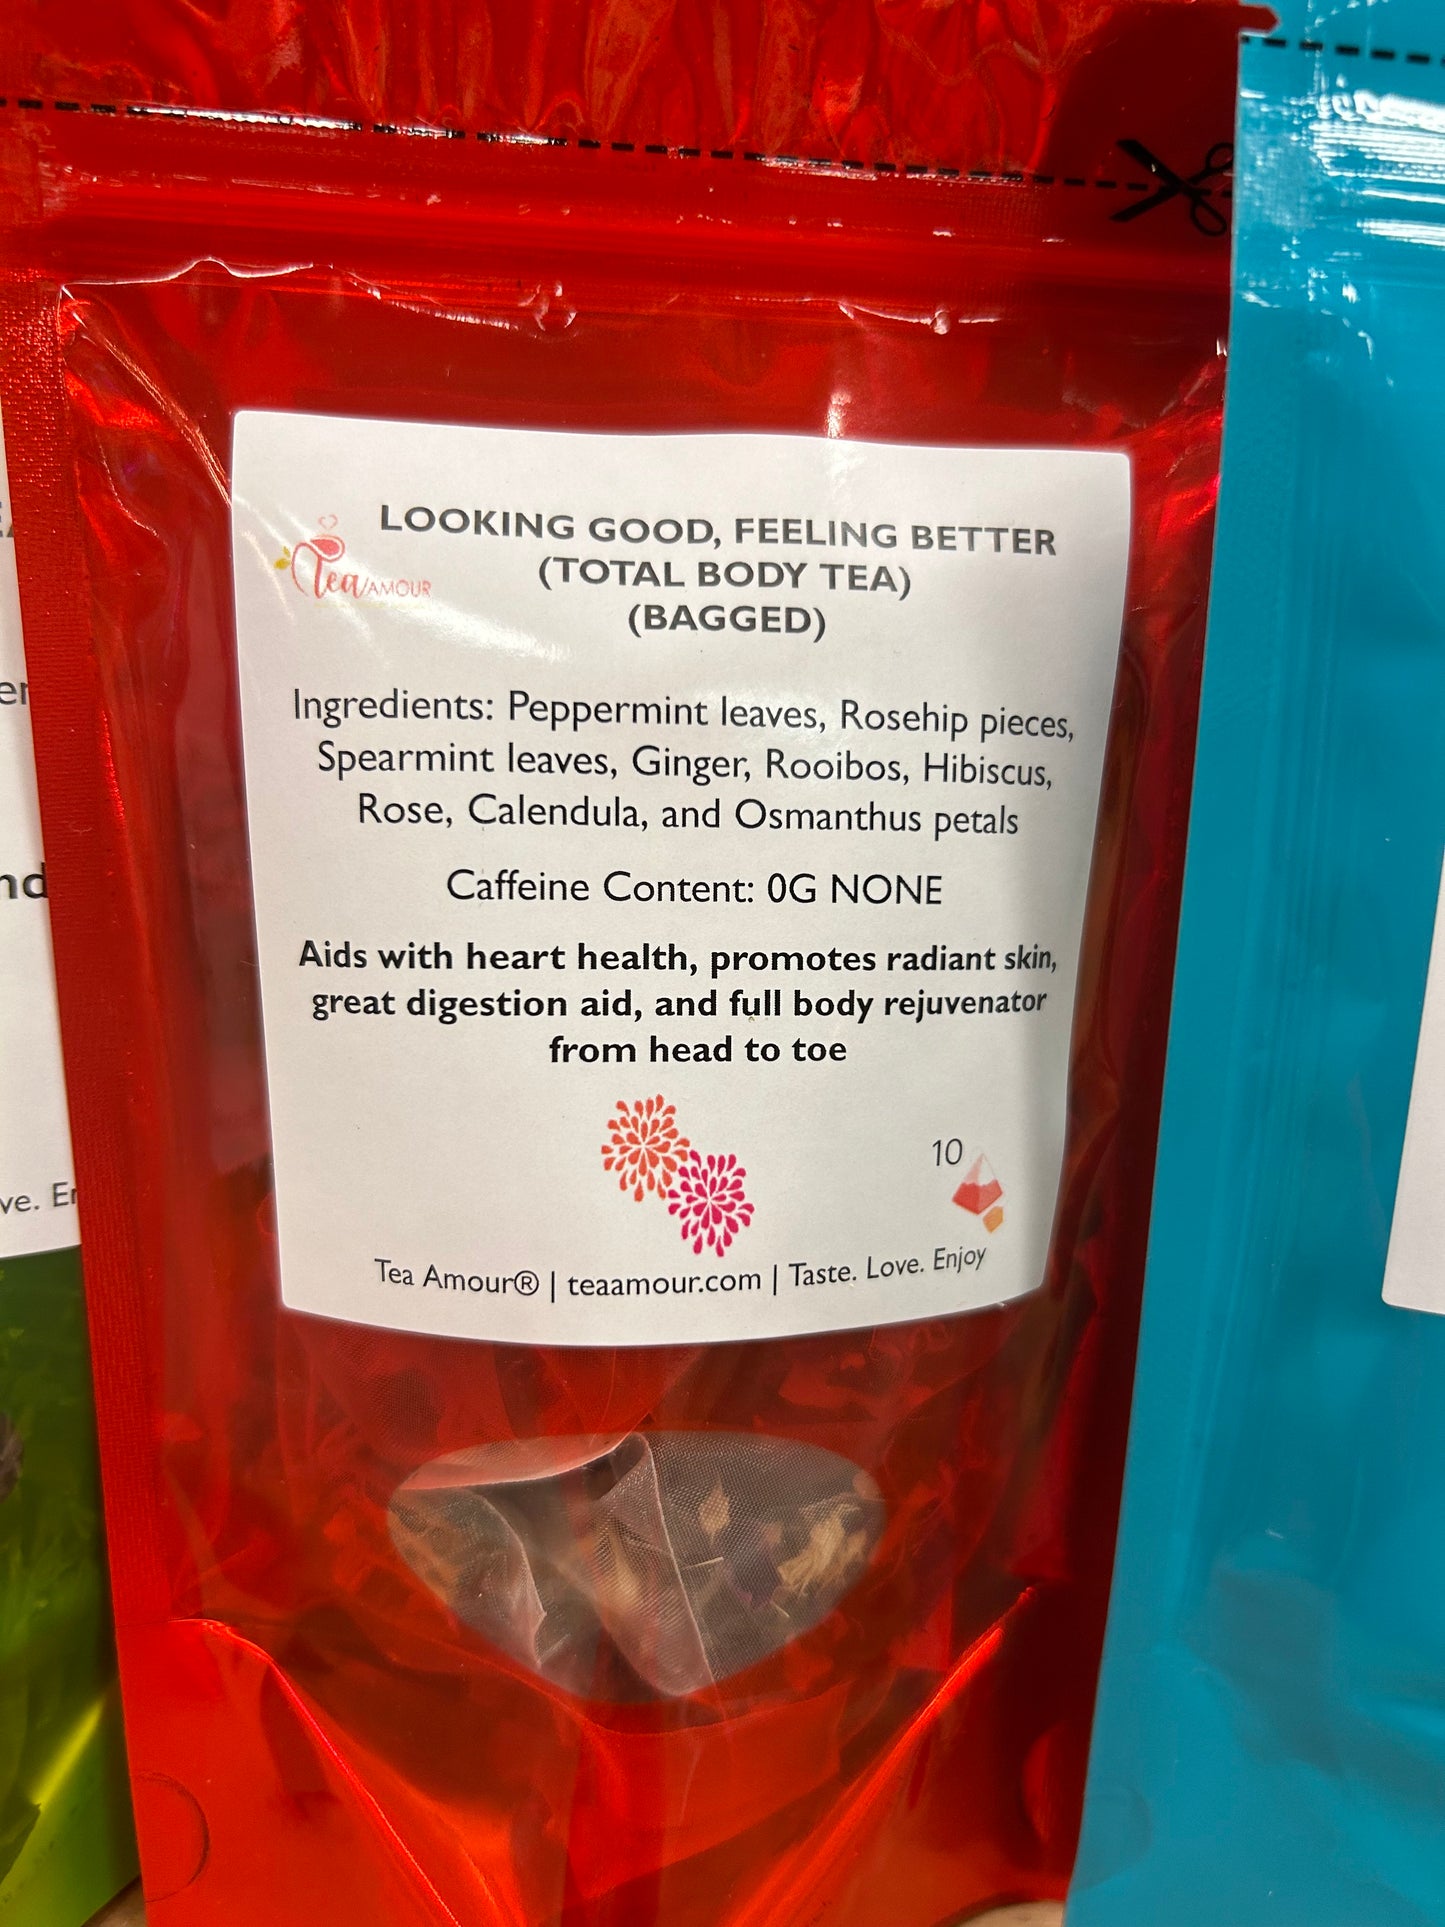 LOOKING GOOD, FEELING BETTER
(TOTAL BODY TEA)
(BAGGED)
Tea/AMOUR
Ingredients: Peppermint leaves, Rosehip pieces,
Spearmint leaves, Ginger, Rooibos, Hibiscus,
Rose, Calendula, and Osmanthus petals
Caffeine Content: 0G NONE
Aids with heart health, promotes radiant skin,
great digestion aid, and full body rejuvenator
from head to toe
10
Tea Amour® | teaamour.com | Taste. Love. Enjoy